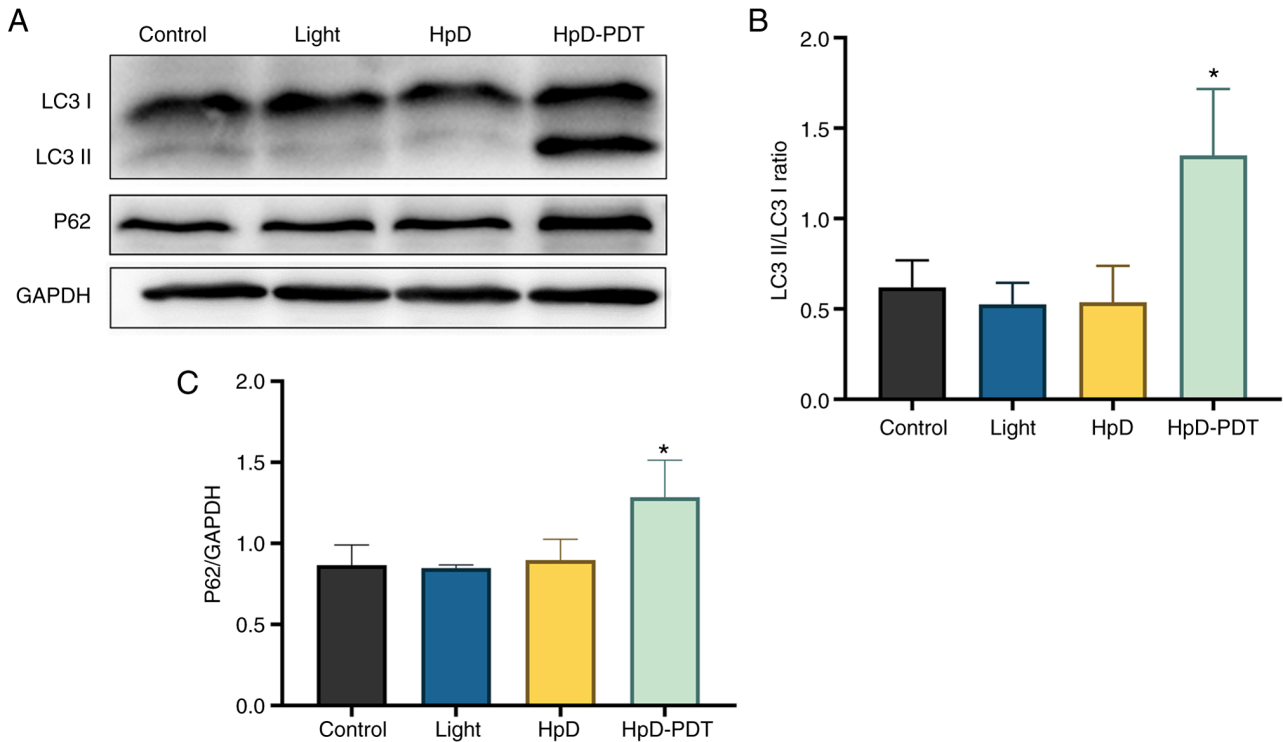 A
Control Light HpD HpD-PDT
LC3 I
LC3 II
P62
GAPDH
B
2.0
1.5
1.0
0.5
0.0
LC3 II/LC3 I ratio
*
Control Light HpD HpD-PDT
C
2.0
1.5
1.0
0.5
0.0
P62/GAPDH
*
Control Light HpD HpD-PDT